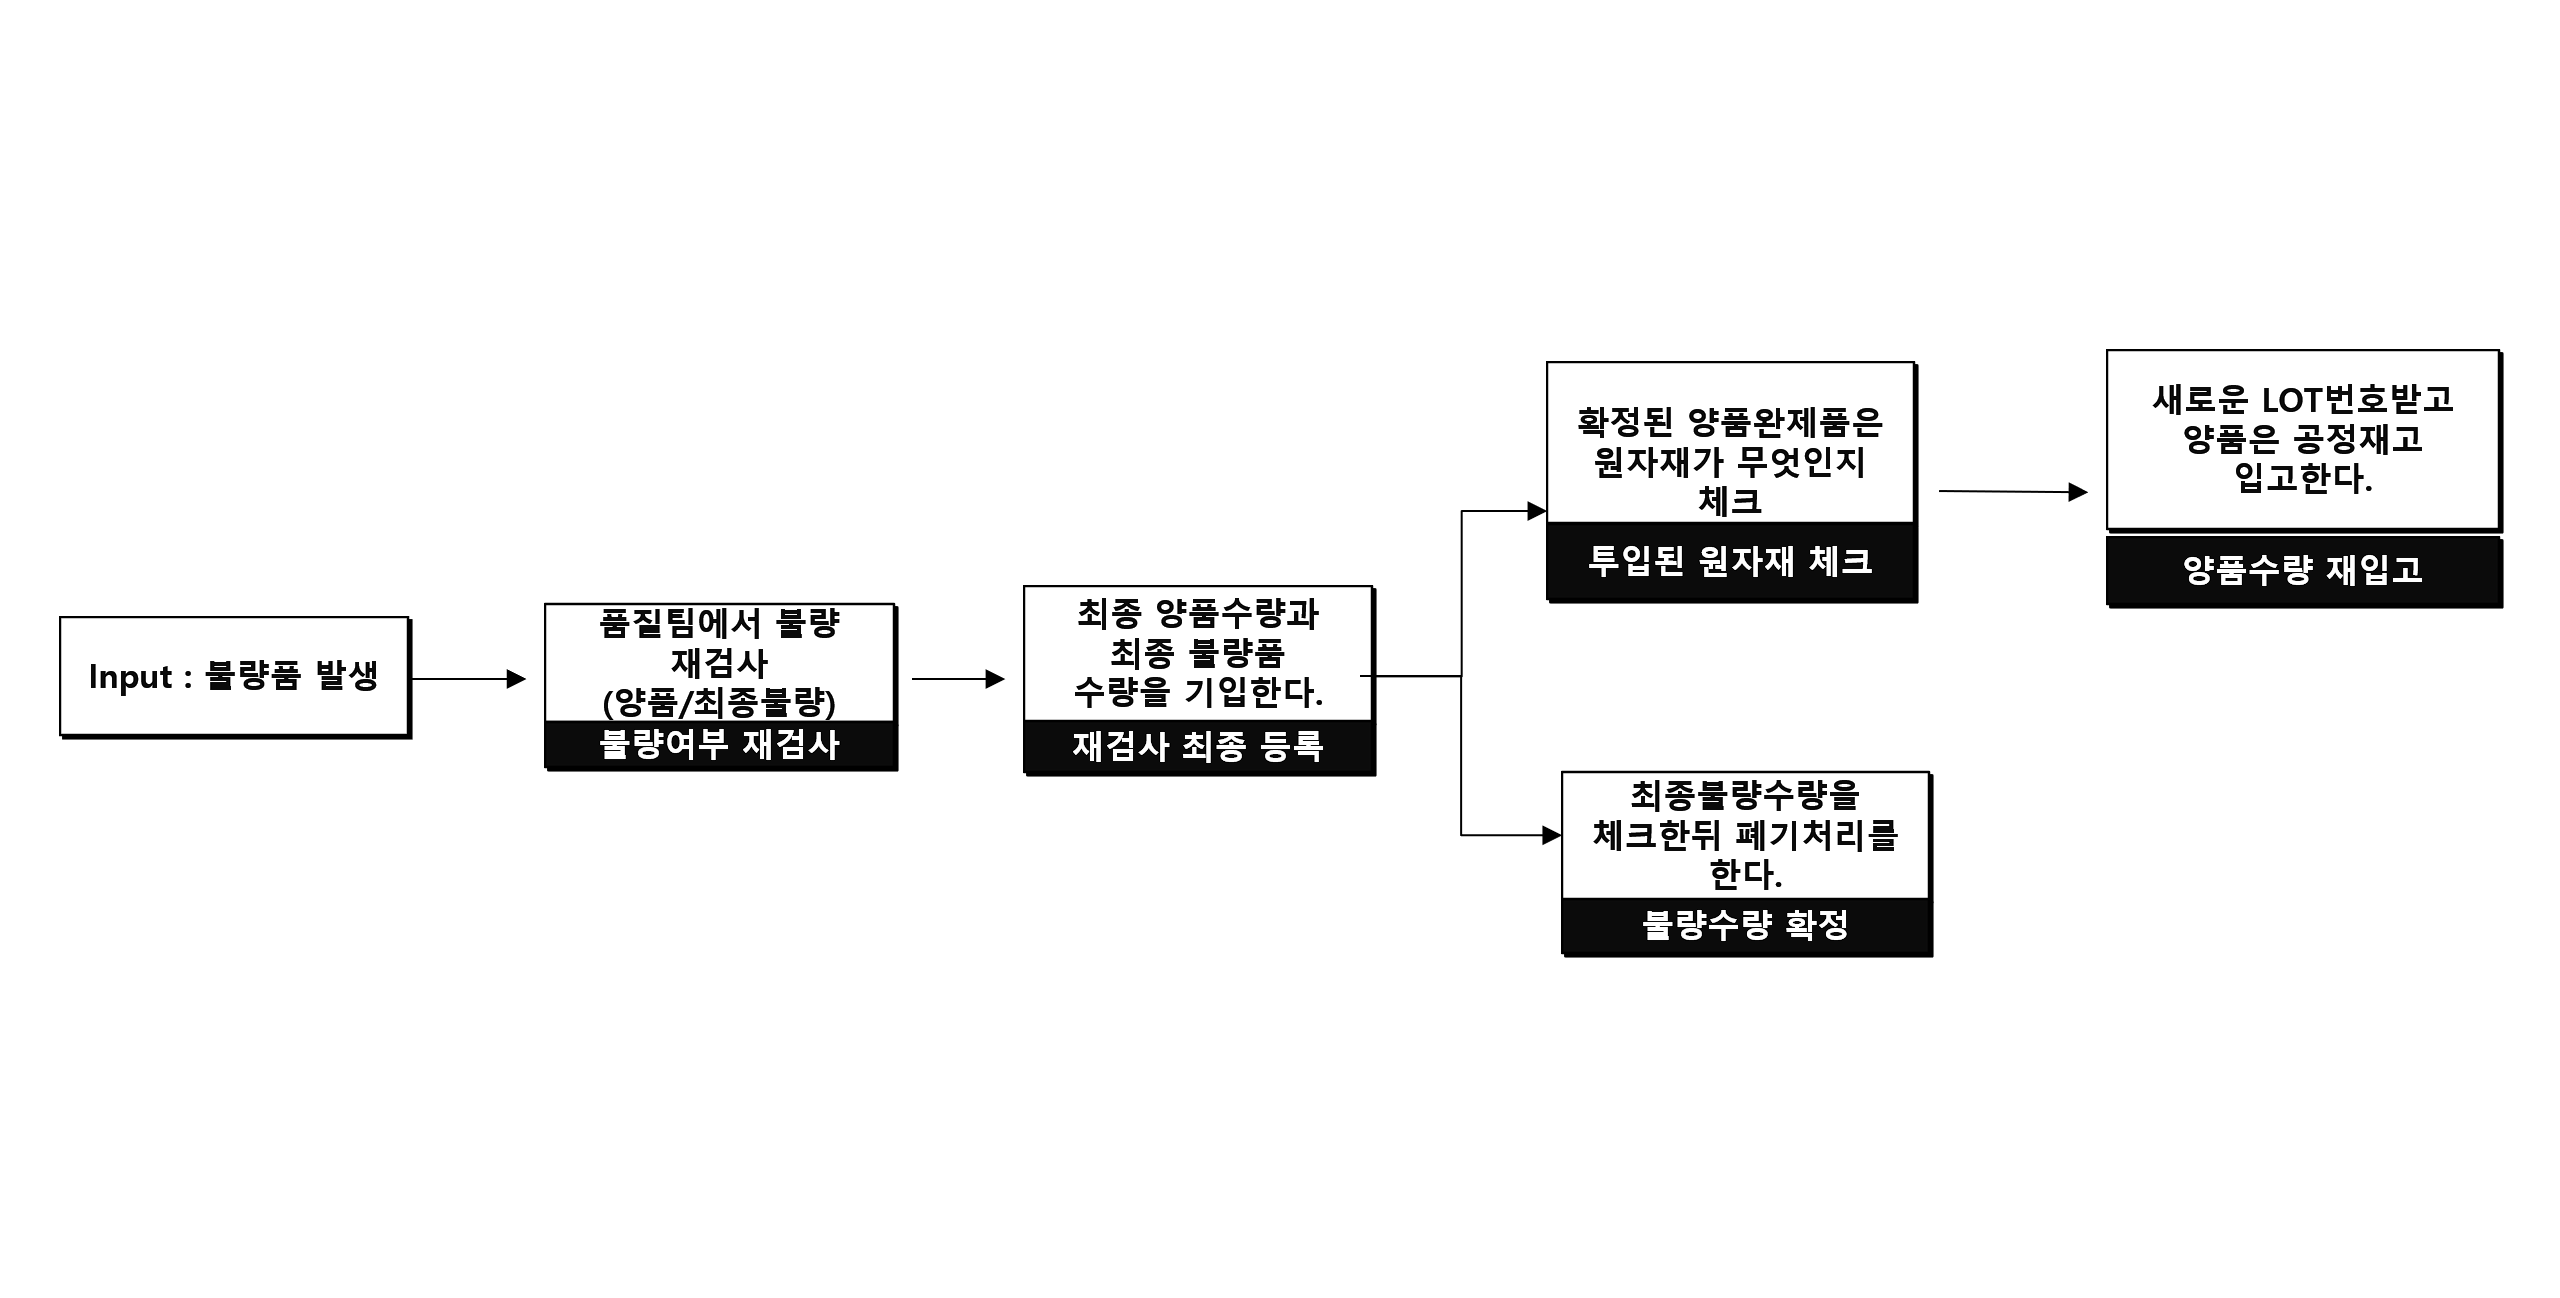 Input : 불량품 발생
품질팀에서 불량
재검사
(양품/최종불량)
불량여부 재검사
최종 양품수량과
최종 불량품
수량을 기입한다.
재검사 최종 등록
확정된 양품완제품은
원자재가 무엇인지
체크
투입된 원자재 체크
새로운 LOT번호받고
양품은 공정재고
입고한다.
양품수량 재입고
최종불량수량을
체크한뒤 폐기처리를
한다.
불량수량 확정